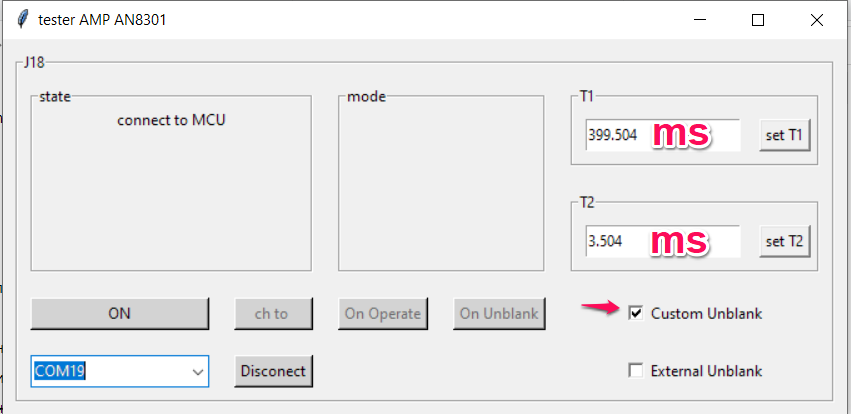 tester AMP AN8301
J18
state
connect to MCU
mode
T1
399.504 ms
set T1
T2
3.504 ms
set T2
ON
ch to
On Operate
On Unblank
Custom Unblank
COM19
Disconect
External Unblank